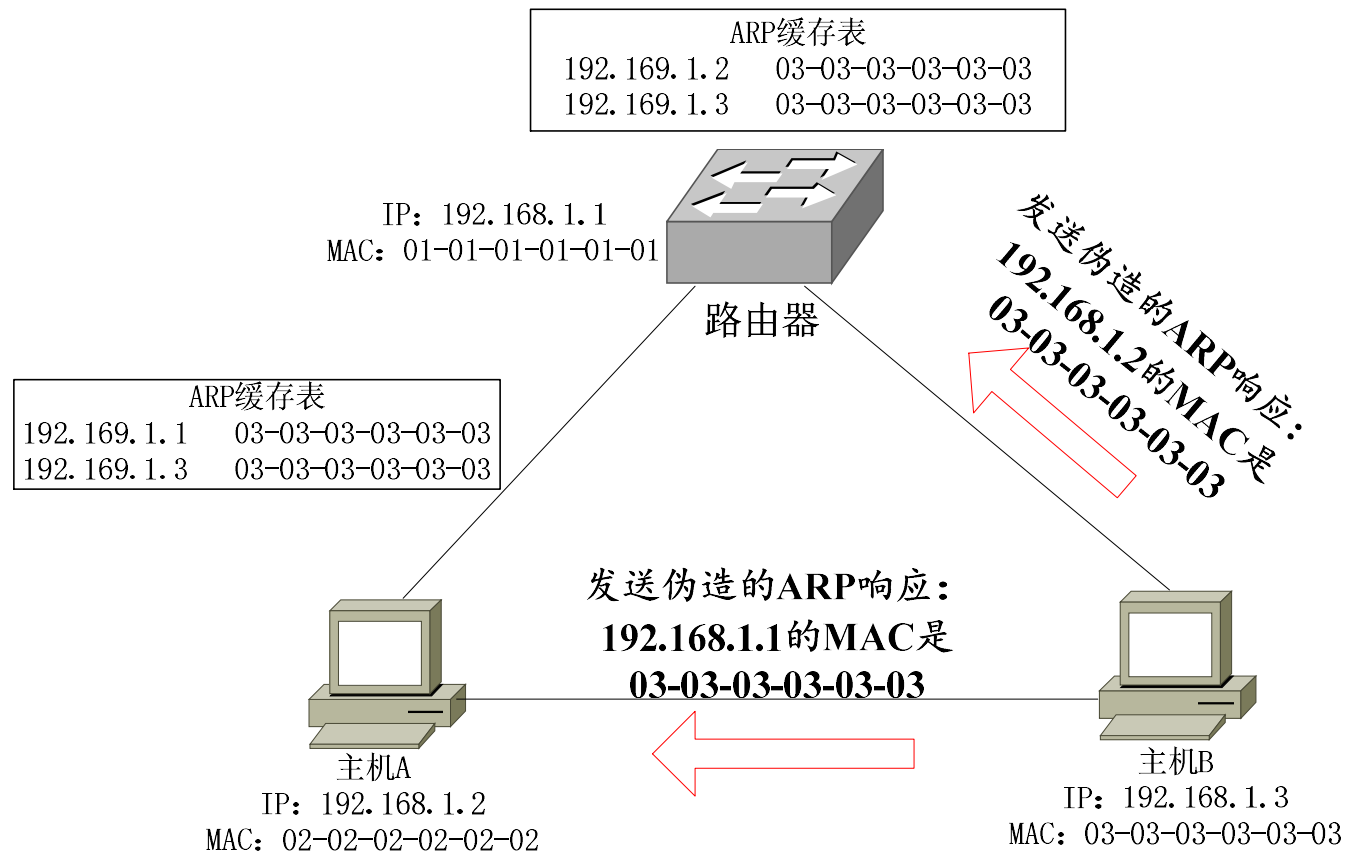 ARP缓存表
192.169.1.2 03-03-03-03-03-03
192.169.1.3 03-03-03-03-03-03
IP：192.168.1.1
MAC：01-01-01-01-01-01
路由器
发送伪造的ARP响应：
192.168.1.2的MAC是
03-03-03-03-03-03
ARP缓存表
192.169.1.1 03-03-03-03-03-03
192.169.1.3 03-03-03-03-03-03
发送伪造的ARP响应：
192.168.1.1的MAC是
03-03-03-03-03-03
主机A
IP：192.168.1.2
MAC：02-02-02-02-02-02
主机B
IP：192.168.1.3
MAC：03-03-03-03-03-03